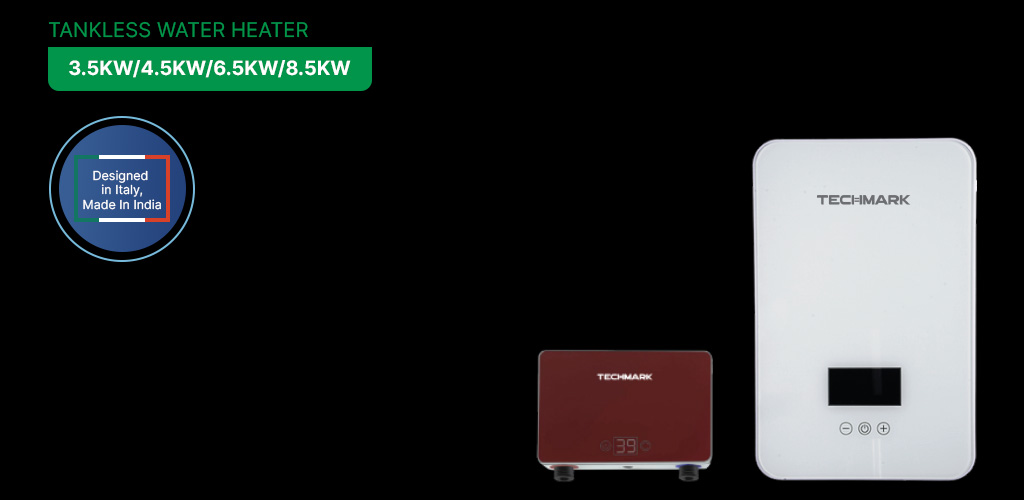 TANKLESS WATER HEATER
3.5KW/4.5KW/6.5KW/8.5KW
Designed
in Italy,
Made In India
TECHMARK
TECHMARK
39